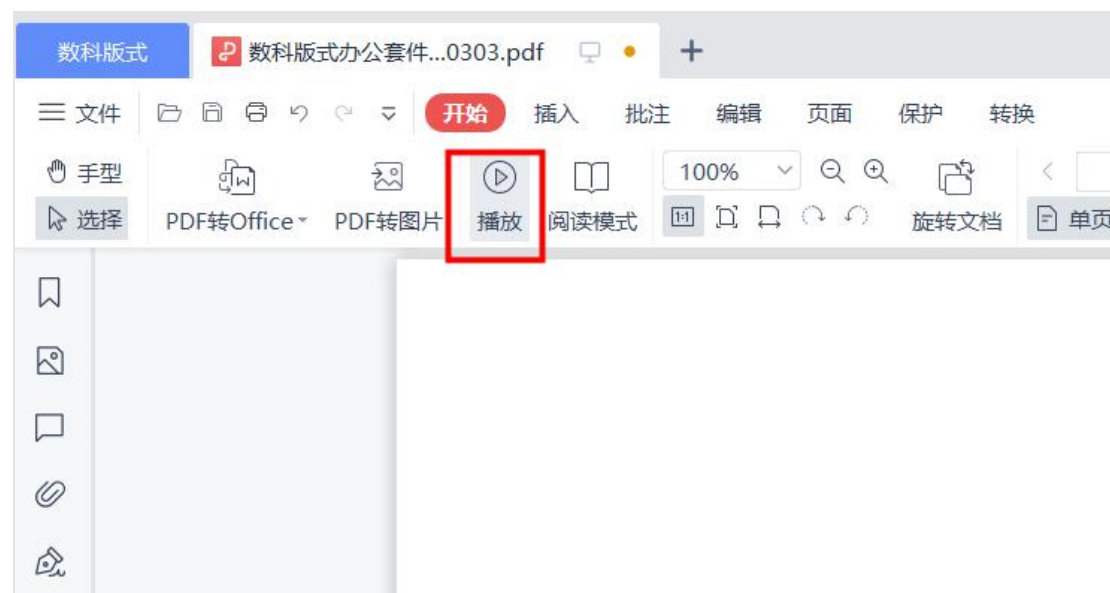 数科版式 数科版式办公套件...0303.pdf
文件 开始 插入 批注 编辑 页面 保护 转换
手型 100%
选择 PDF转Office PDF转图片 播放 阅读模式 1:1 旋转文档 单页